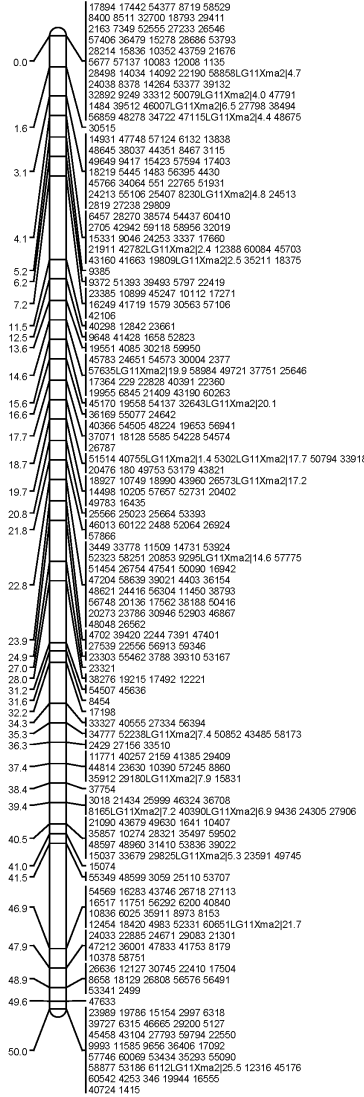 17894 17442 54377 8719 58529
8400 8511 32700 18793 29411
2163 7349 52555 27233 26546
57406 36479 15278 28686 53793
28214 15836 10352 43759 21676
0.0 5677 57137 10083 12008 1135
28498 14034 14092 22190 58858LG11Xma2|4.7
24038 8378 14264 53377 39132
32892 9249 33312 50079LG11Xma2|4.0 47791
1484 39512 46007LG11Xma2|6.5 27798 38494
56859 48278 34722 47115LG11Xma2|4.4 48675
1.6 30515
14931 47748 57124 6132 13838
48645 38037 44351 8467 3115
49649 9417 15423 57594 17403
3.1 18219 5445 1483 56395 4430
45766 34064 551 22765 51931
24213 55106 25407 8230LG11Xma2|4.8 24513
2819 27238 29809
6457 28270 38574 54437 60410
2705 42942 59118 58956 32019
4.1 15331 9046 24253 3337 17660
21911 42782LG11Xma2|2.4 12388 60084 45703
43160 41663 19809LG11Xma2|2.5 35211 18375
5.2 9385
6.2 9372 51393 39493 5797 22419
23385 10899 45247 10112 17271
7.2 16249 41719 1579 30563 57106
42106
11.5 40298 12842 23661
12.5 9648 41428 1658 52823
13.6 19551 4085 30218 59950
45783 24651 54573 30004 2377
14.6 57635LG11Xma2|19.9 58984 49721 37751 25646
17364 229 22828 40391 22360
19955 6845 21409 43190 60263
15.6 45170 19558 54137 32643LG11Xma2|20.1
16.6 36169 55077 24642
40366 54505 48224 19653 56941
17.7 37071 18128 5585 54228 54574
26787
18.7 51514 40755LG11Xma2|1.4 5302LG11Xma2|17.7 50794 33918
20476 180 49753 53179 43821
18927 10749 18990 43960 26573LG11Xma2|17.2
19.7 14498 10205 57657 52731 20402
49783 16435
20.8 25566 25023 25664 53393
21.8 46013 60122 2488 52064 26924
57866
3449 33778 11509 14731 53924
52323 58251 20853 9295LG11Xma2|14.6 57775
51454 26754 47541 50090 16942
22.8 47204 58639 39021 4403 36154
48621 24416 56304 11450 38793
56748 20136 17562 38188 50416
20273 23786 30946 52903 46867
48048 26562
23.9 4702 39420 2244 7391 47401
27539 22556 56913 59346
24.9 23303 55462 3788 39310 53167
27.0 23321
28.0 38276 19215 17492 12221
31.2 54507 45636
31.6 8454
32.2 17198
34.3 33327 40555 27334 56394
35.3 34777 52238LG11Xma2|7.4 50852 43485 58173
36.3 2429 27156 33510
11771 40257 2159 41385 29409
37.4 44814 23630 10390 57245 8860
35912 29180LG11Xma2|7.9 15831
38.4 37754
3018 21434 25999 46324 36708
39.4 8165LG11Xma2|7.2 40390LG11Xma2|6.9 9436 24305 27906
21090 43679 49630 1641 10407
40.5 35857 10274 28321 35497 59502
48597 48960 31410 53836 39022
15037 33679 29825LG11Xma2|5.3 23591 49745
41.0 15074
41.5 55349 48599 3059 25110 53707
54569 16283 43746 26718 27113
46.9 16517 11751 56292 6200 40840
10836 6025 35911 8973 8153
12454 18420 4983 52331 60651LG11Xma2|21.7
24033 22885 24671 29083 21301
47.9 47212 36001 47833 41753 8179
10378 58751
26636 12127 30745 22410 17504
48.9 8658 18129 26808 56576 56491
53341 2499
49.6 47633
23989 19786 15154 2997 6318
39727 6315 46665 29200 5127
45458 43104 27793 59794 22550
50.0 9993 11585 9656 36406 17092
57746 60069 53434 35293 55090
58877 53186 6112LG11Xma2|25.5 12316 45176
60542 4253 346 19944 16555
40724 1415